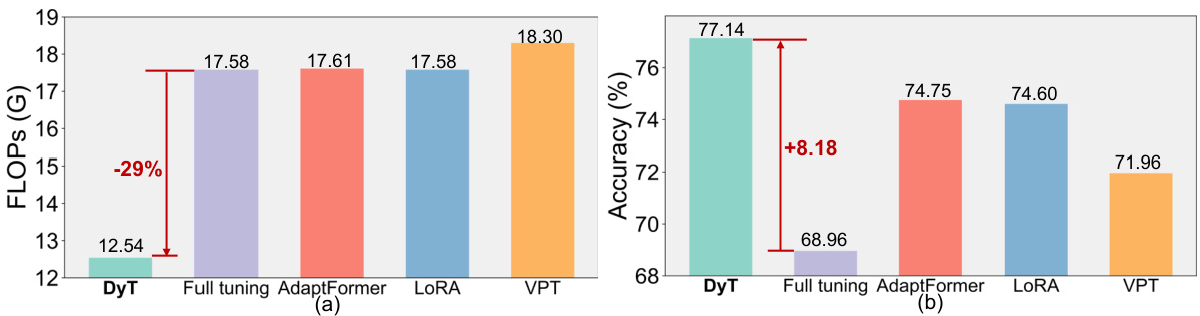 FLOPs (G)
19
18
17
16
15
14
13
12
12.54
17.58
17.61
17.58
18.30
-29%
DyT
Full tuning
AdaptFormer
LoRA
VPT
(a)
Accuracy (%)
76
74
72
70
68
77.14
68.96
74.75
74.60
71.96
+8.18
DyT
Full tuning
AdaptFormer
LoRA
VPT
(b)